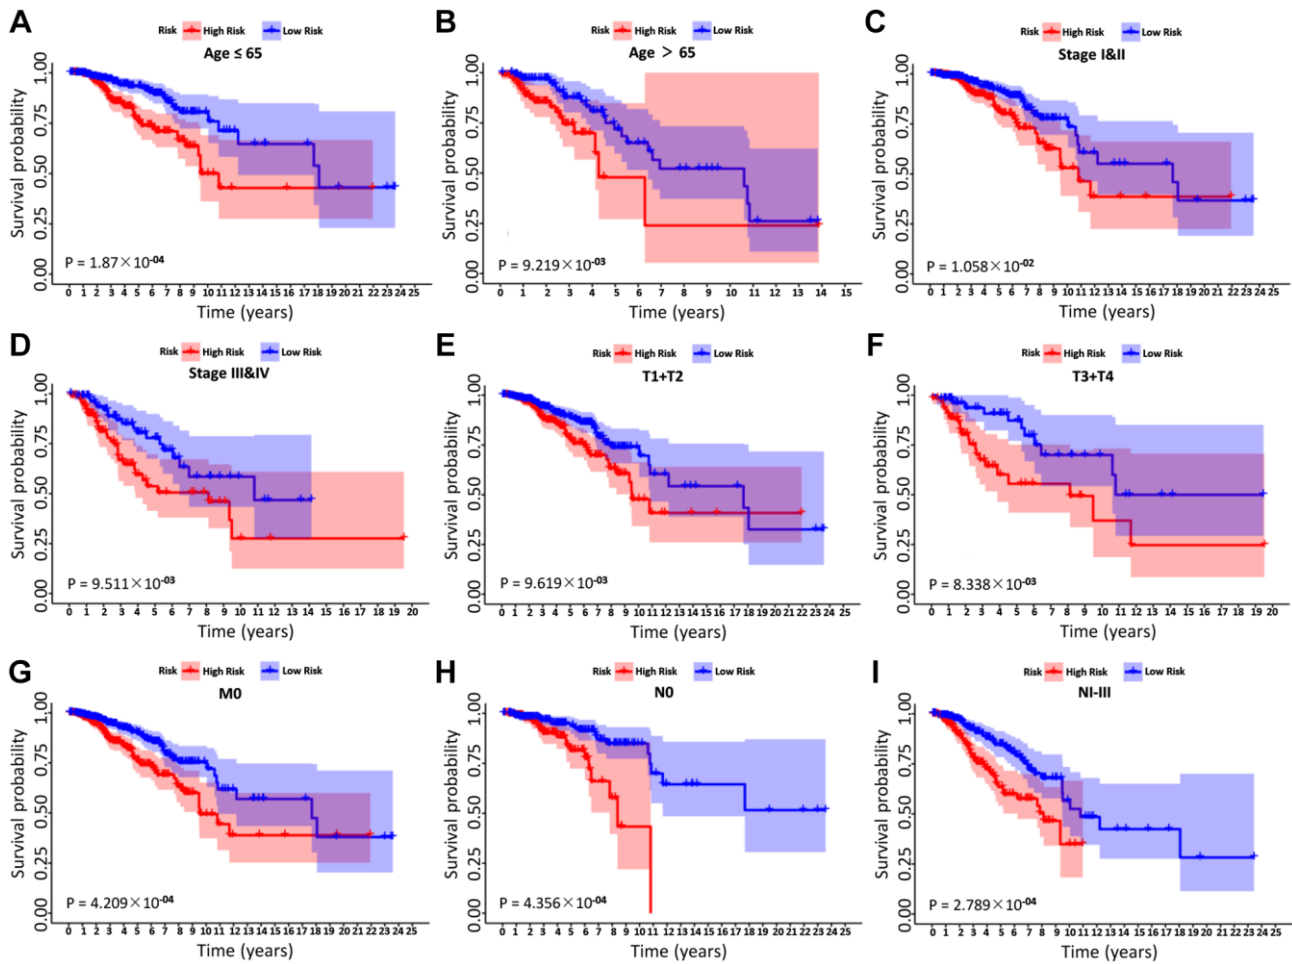 A
Risk High Risk Low Risk
Age ≤ 65
Survival probability
1.00
0.75
0.50
0.25
0.00
P = 1.87×10-04
0 1 2 3 4 5 6 7 8 9 10 11 12 13 14 15 16 17 18 19 20 21 22 23 24 25
Time (years)
B
Risk High Risk Low Risk
Age > 65
Survival probability
1.00
0.75
0.50
0.25
0.00
P = 9.219×10-03
0 1 2 3 4 5 6 7 8 9 10 11 12 13 14 15
Time (years)
C
Risk High Risk Low Risk
Stage I&II
Survival probability
1.00
0.75
0.50
0.25
0.00
P = 1.058×10-02
0 1 2 3 4 5 6 7 8 9 10 11 12 13 14 15 16 17 18 19 20 21 22 23 24 25
Time (years)
D
Risk High Risk Low Risk
Stage III&IV
Survival probability
1.00
0.75
0.50
0.25
0.00
P = 9.511×10-03
0 1 2 3 4 5 6 7 8 9 10 11 12 13 14 15 16 17 18 19 20
Time (years)
E
Risk High Risk Low Risk
T1+T2
Survival probability
1.00
0.75
0.50
0.25
0.00
P = 9.619×10-03
0 1 2 3 4 5 6 7 8 9 10 11 12 13 14 15 16 17 18 19 20 21 22 23 24 25
Time (years)
F
Risk High Risk Low Risk
T3+T4
Survival probability
1.00
0.75
0.50
0.25
0.00
P = 8.338×10-03
0 1 2 3 4 5 6 7 8 9 10 11 12 13 14 15 16 17 18 19 20
Time (years)
G
Risk High Risk Low Risk
M0
Survival probability
1.00
0.75
0.50
0.25
0.00
P = 4.209×10-04
0 1 2 3 4 5 6 7 8 9 10 11 12 13 14 15 16 17 18 19 20 21 22 23 24 25
Time (years)
H
Risk High Risk Low Risk
N0
Survival probability
1.00
0.75
0.50
0.25
0.00
P = 4.356×10-04
0 1 2 3 4 5 6 7 8 9 10 11 12 13 14 15 16 17 18 19 20 21 22 23 24 25
Time (years)
I
Risk High Risk Low Risk
NI-III
Survival probability
1.00
0.75
0.50
0.25
0.00
P = 2.789×10-04
0 1 2 3 4 5 6 7 8 9 10 11 12 13 14 15 16 17 18 19 20 21 22 23 24 25
Time (years)